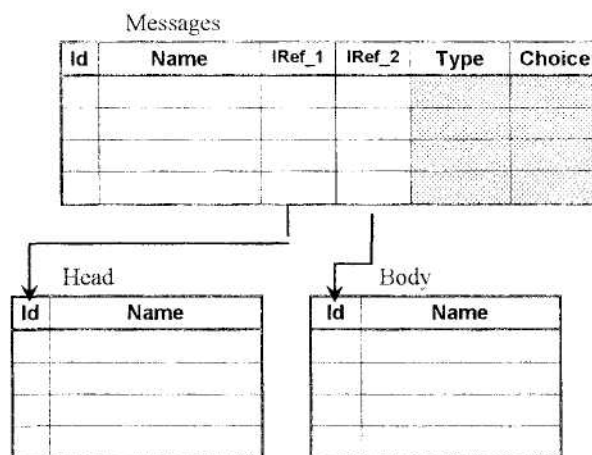 Messages
Id Name IRef_1 IRef_2 Type Choice
Head
Id Name
Body
Id Name